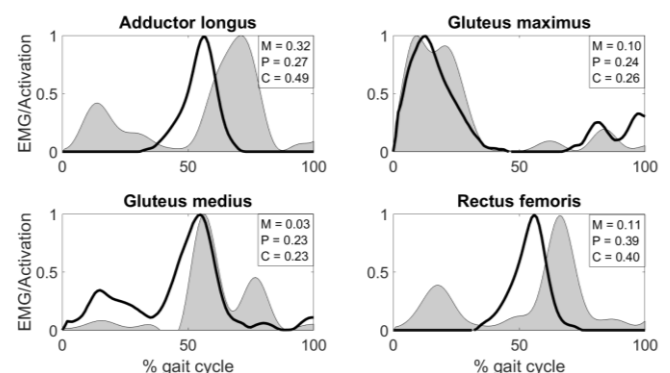 Adductor longus
EMG/Activation
1
0.5
0
M = 0.32
P = 0.27
C = 0.49
0 50 100
Gluteus maximus
1
0.5
0
M = 0.10
P = 0.24
C = 0.26
0 50 100
Gluteus medius
EMG/Activation
1
0.5
0
M = 0.03
P = 0.23
C = 0.23
0 50 100
% gait cycle
Rectus femoris
1
0.5
0
M = 0.11
P = 0.39
C = 0.40
0 50 100
% gait cycle